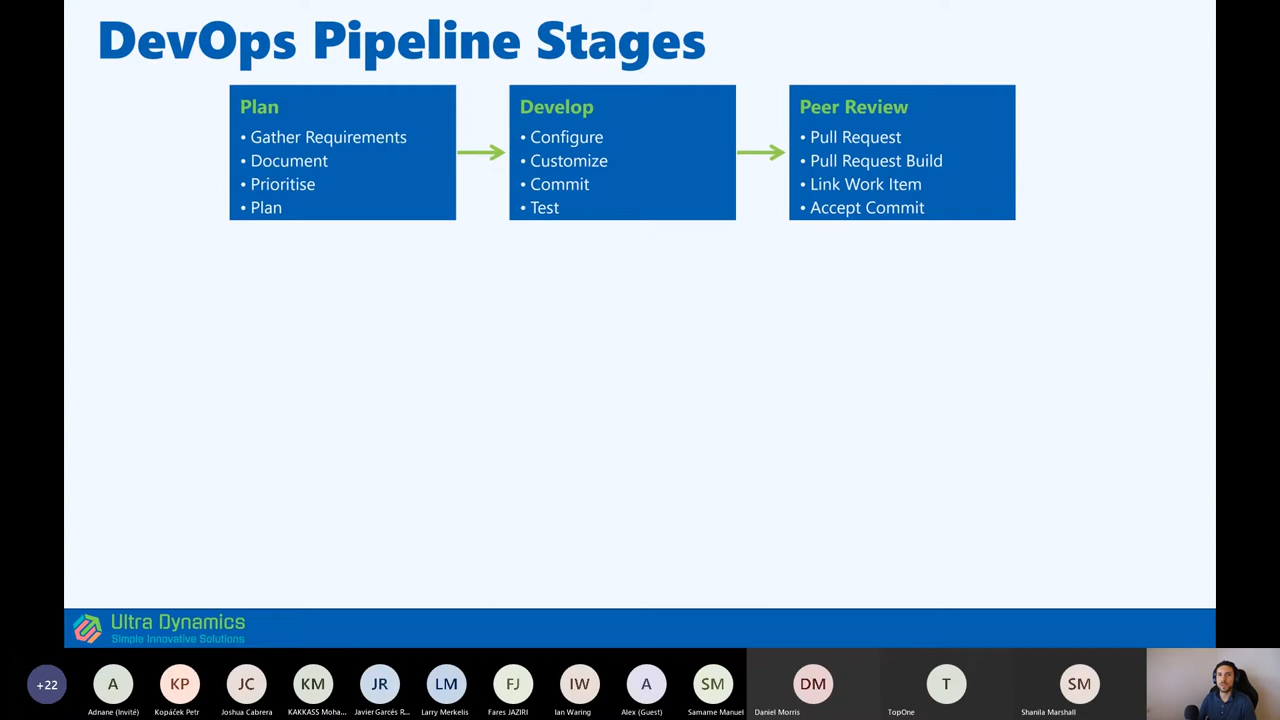 DevOps Pipeline Stages
Plan
• Gather Requirements
• Document
• Prioritise
• Plan
Develop
• Configure
• Customize
• Commit
• Test
Peer Review
• Pull Request
• Pull Request Build
• Link Work Item
• Accept Commit
Ultra Dynamics
Simple Innovative Solutions
+22
A
KP
JC
KM
JR
LM
FJ
IW
A
SM
DM
T
SM
Adnane (Invité)
Kopáček Petr
Joshua Cabrera
KAKKASS Moha...
Javier Garcés R...
Larry Merkelis
Fares JAZIRI
Ian Waring
Alex (Guest)
Samame Manuel
Daniel Morris
TopOne
Shanila Marshall